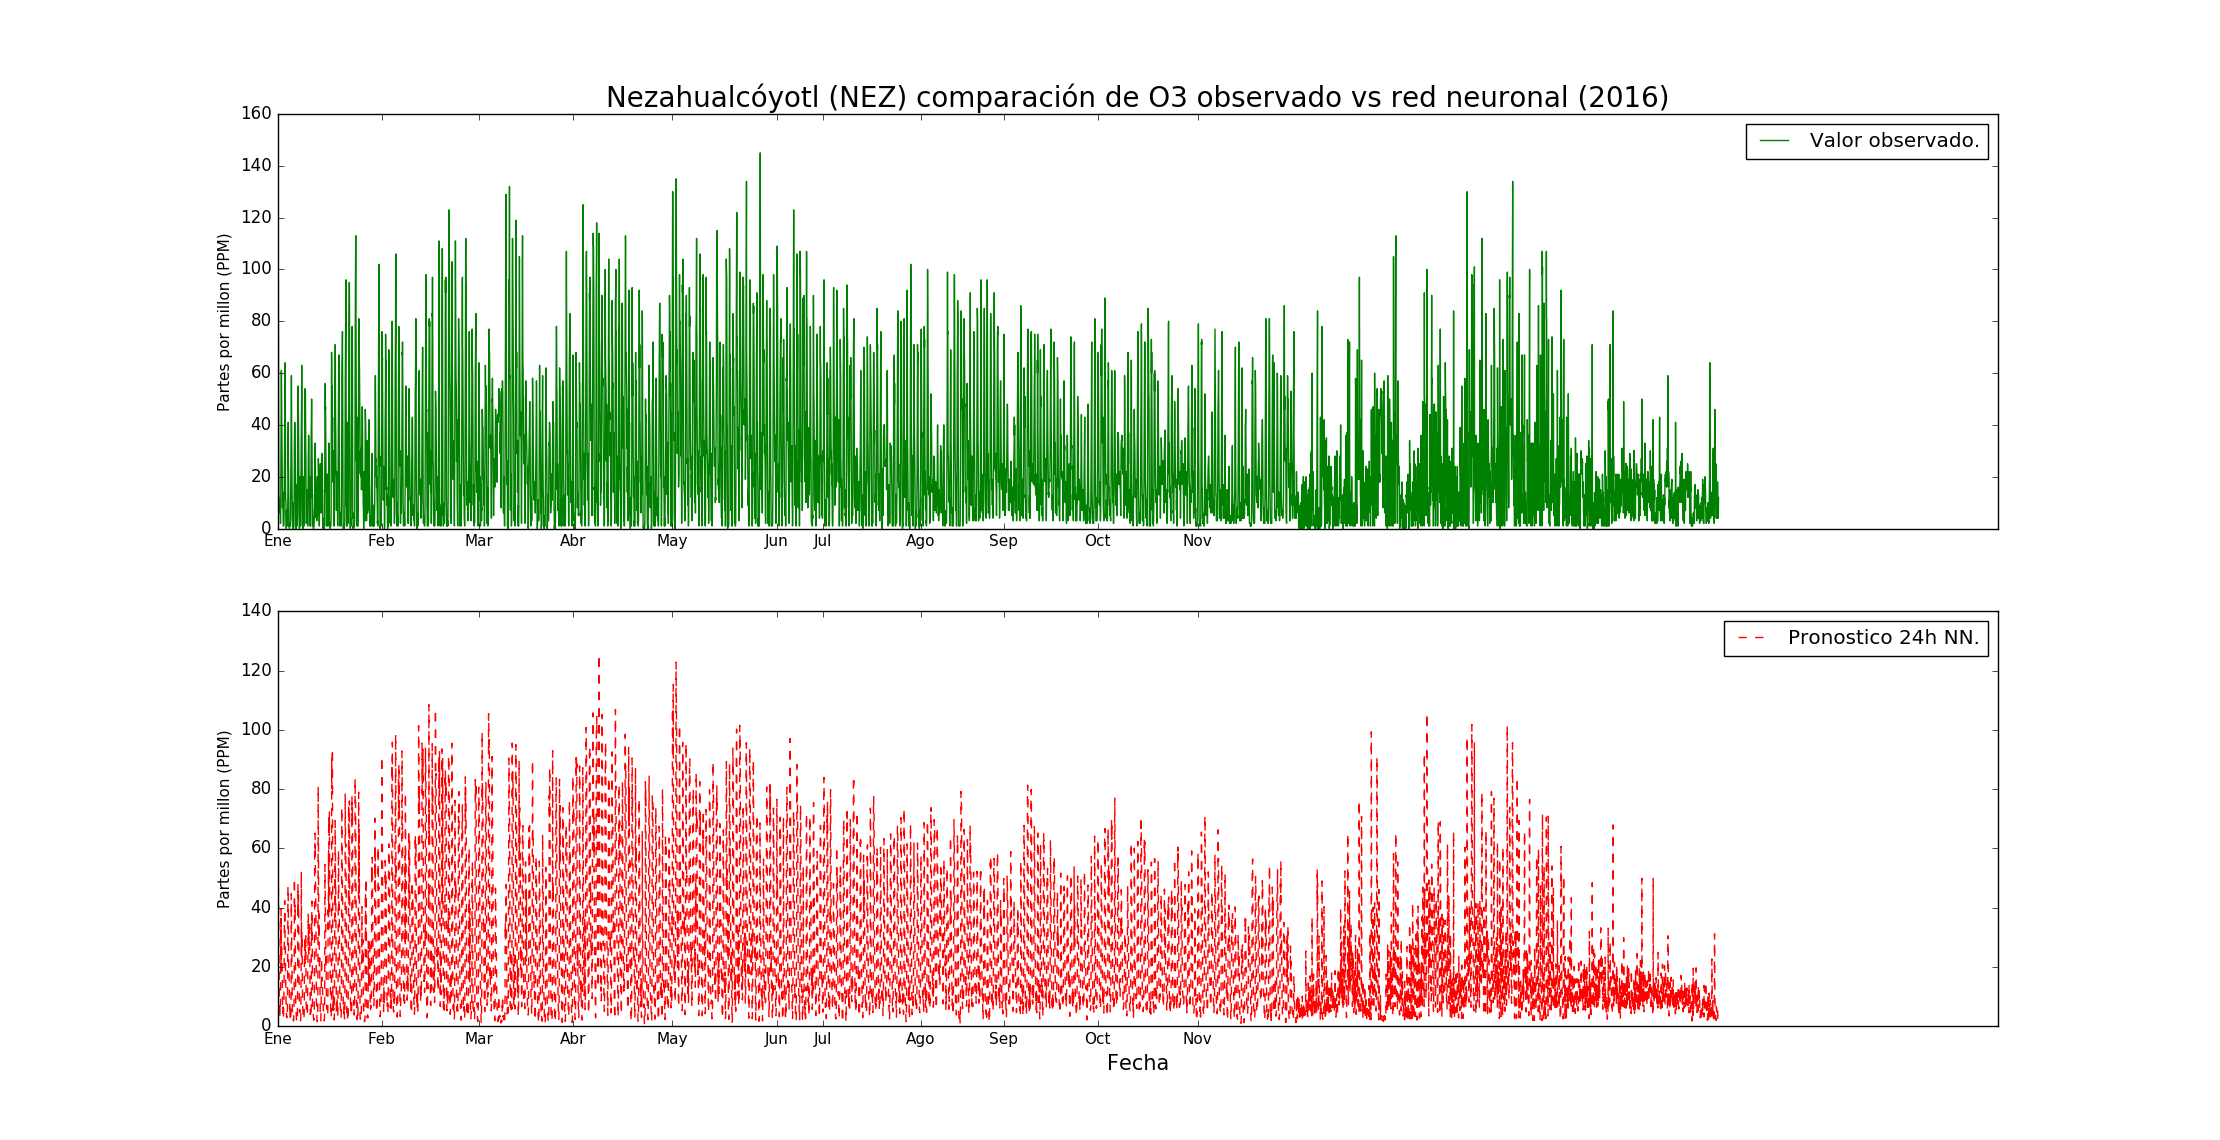 Nezahualcóyotl (NEZ) comparación de O3 observado vs red neuronal (2016)
160
140
120
100
80
60
40
20
0
Partes por millon (PPM)
Valor observado.
Ene Feb Mar Abr May Jun Jul Ago Sep Oct Nov
140
120
100
80
60
40
20
0
Partes por millon (PPM)
Pronostico 24h NN.
Ene Feb Mar Abr May Jun Jul Ago Sep Oct Nov
Fecha